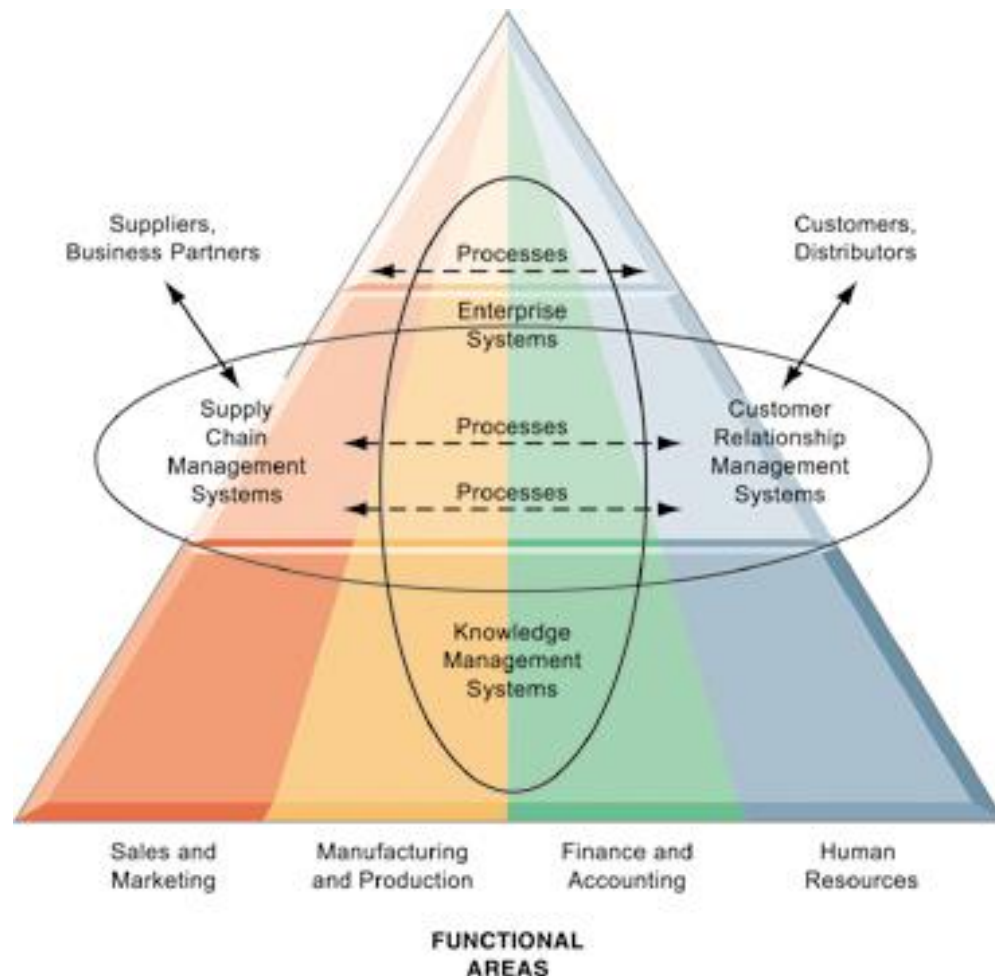 Suppliers,
Business Partners
Customers,
Distributors
Processes
Enterprise
Systems
Supply
Chain
Management
Systems
Processes
Processes
Customer
Relationship
Management
Systems
Knowledge
Management
Systems
Sales and
Marketing
Manufacturing
and Production
Finance and
Accounting
Human
Resources
FUNCTIONAL
AREAS